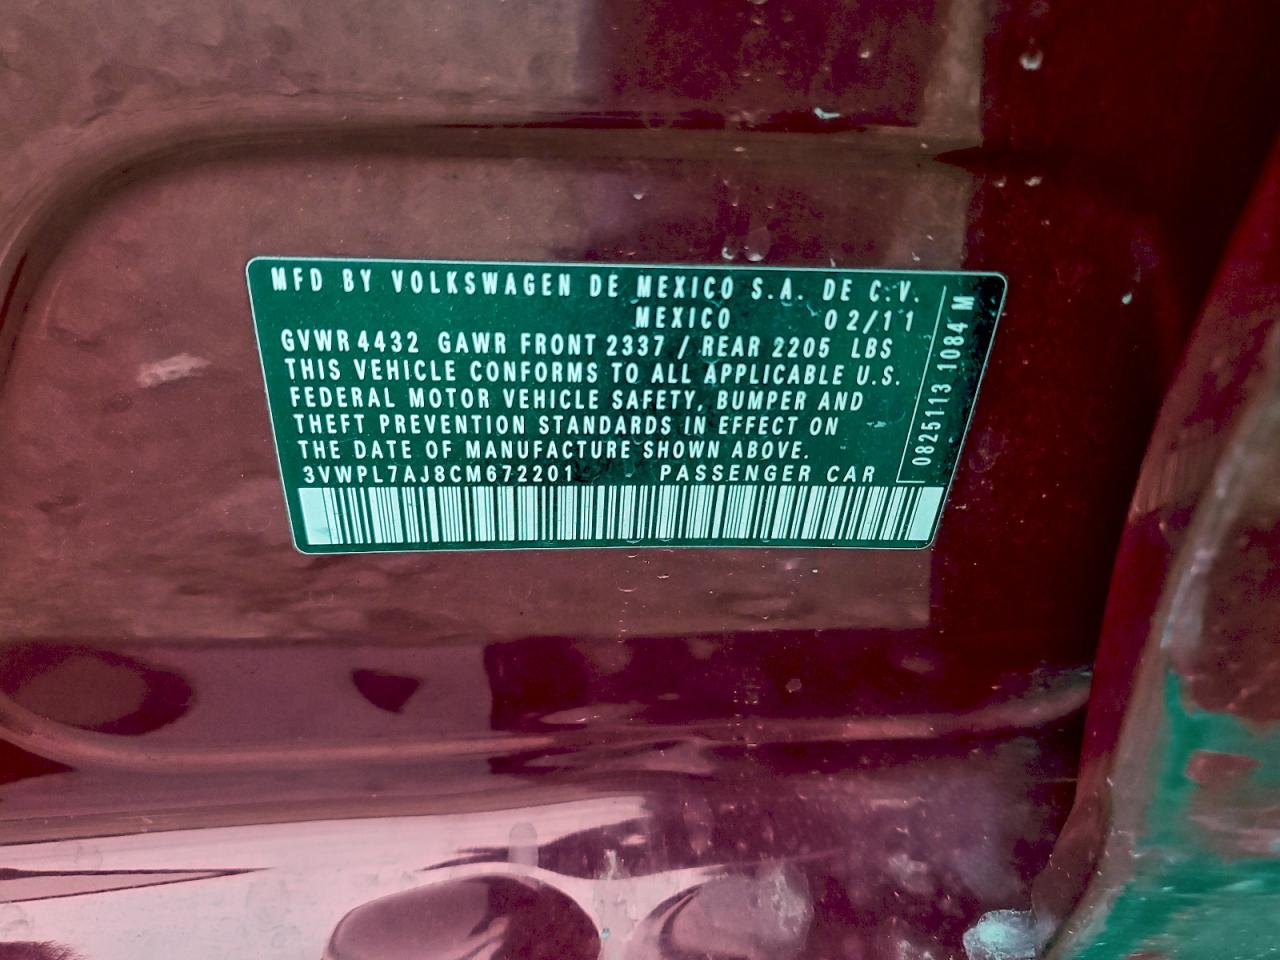 MFD BY VOLKSWAGEN DE MEXICO S.A. DE C.V.
MEXICO 02/11
GVWR 4432 GAWR FRONT 2337 / REAR 2205 LBS
THIS VEHICLE CONFORMS TO ALL APPLICABLE U.S.
FEDERAL MOTOR VEHICLE SAFETY, BUMPER AND
THEFT PREVENTION STANDARDS IN EFFECT ON
THE DATE OF MANUFACTURE SHOWN ABOVE.
3VWPL7AJ8CM672201 PASSENGER CAR
0825113 1084 M